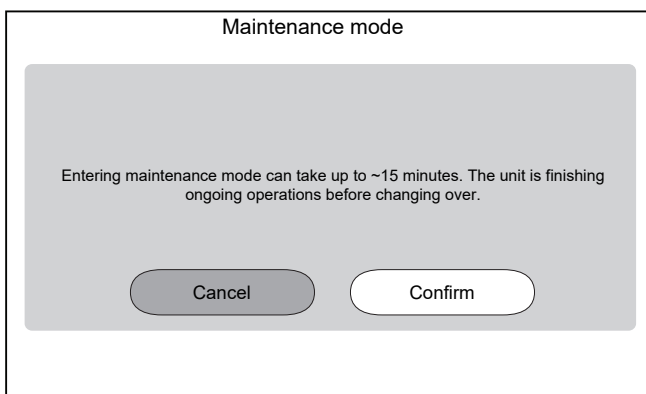 Maintenance mode
Entering maintenance mode can take up to ~15 minutes. The unit is finishing
ongoing operations before changing over.
Cancel
Confirm